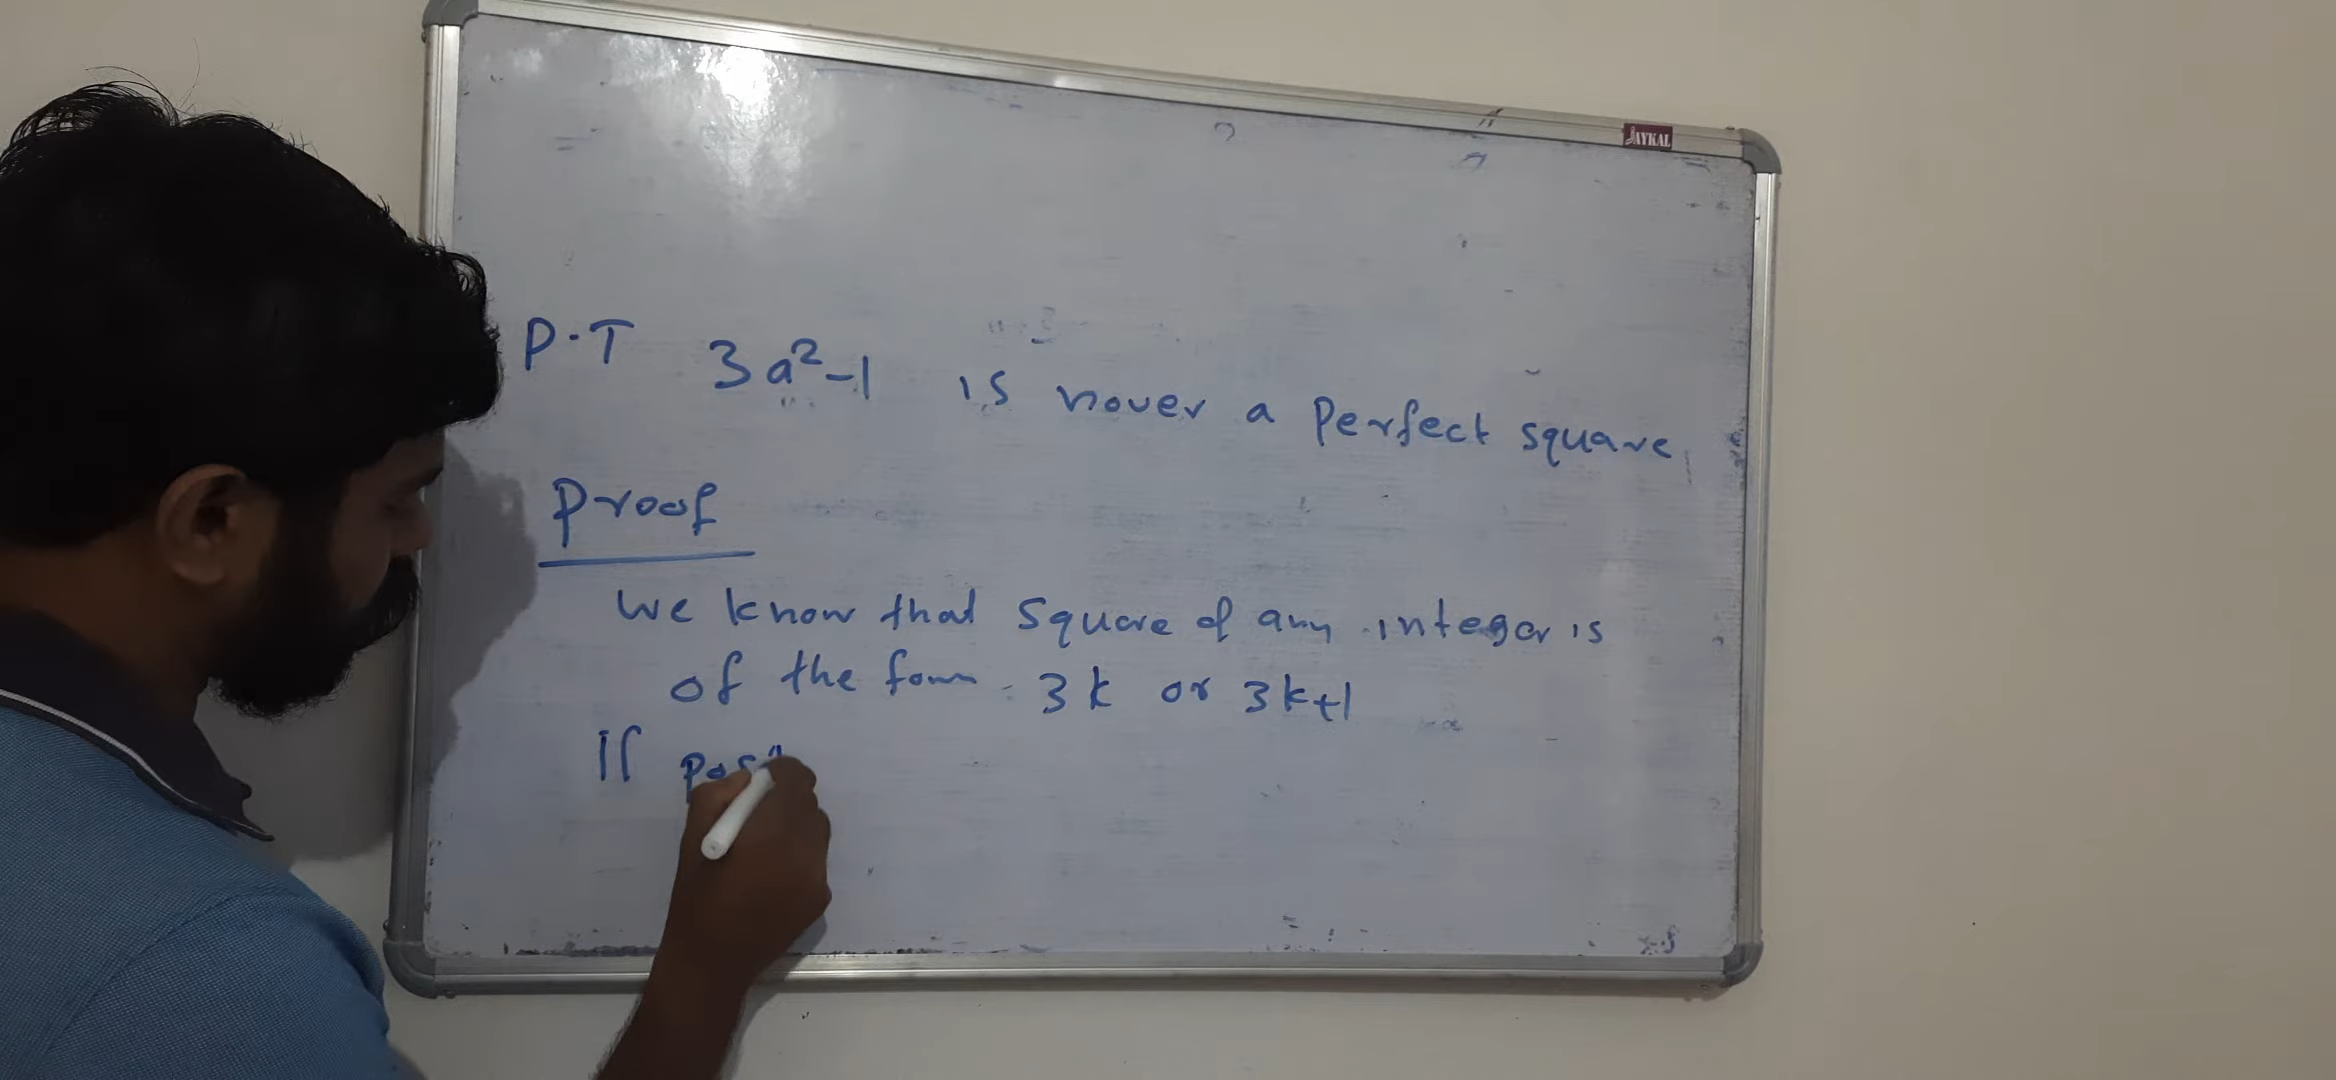 JAYKAL
P.T 3a²-1 is never a Perfect square
Proof
We know that square of any integer is
of the form 3k or 3k+1
If